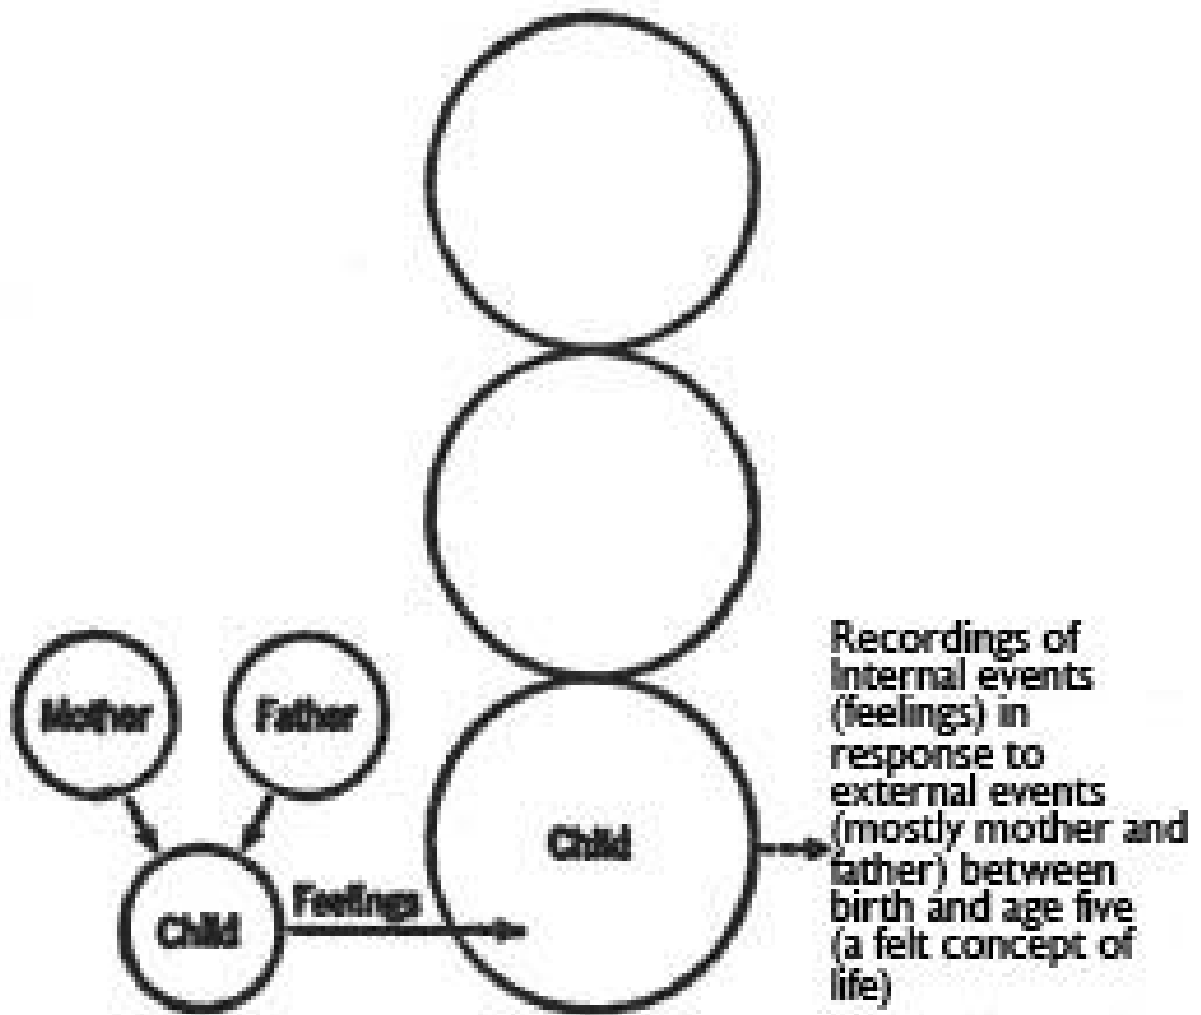 Mother
Father
Child
Feelings
Child
Recordings of
Internal events
(feelings) in
response to
external events
(mostly mother and
father) between
birth and age five
(a felt concept of
life)